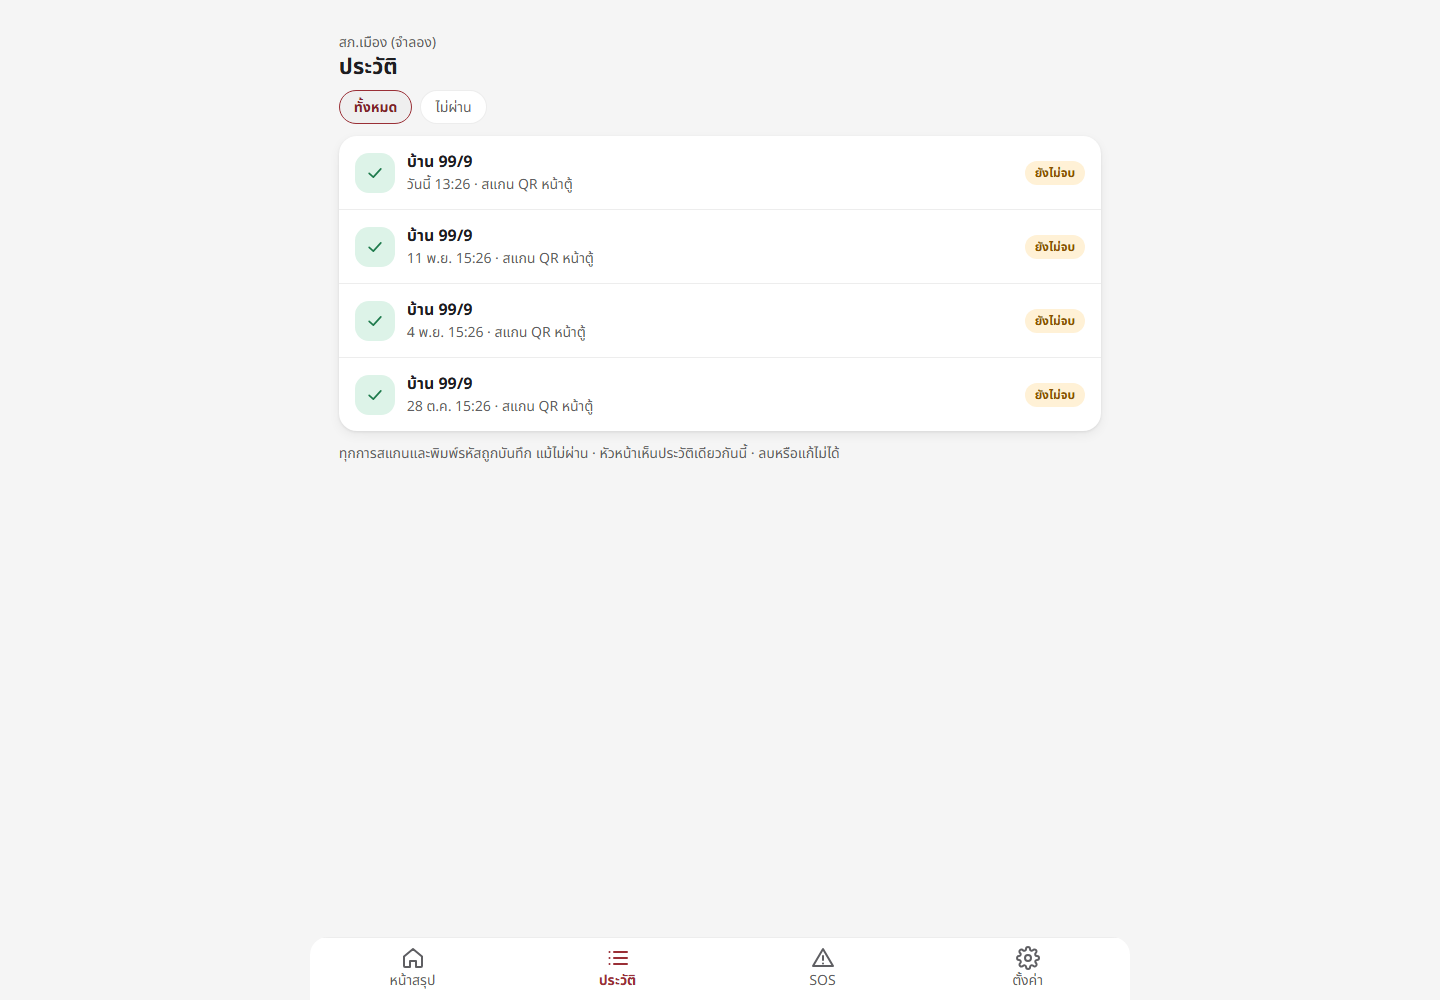 สภ.เมือง (จำลอง)
ประวัติ
ทั้งหมด
ไม่ผ่าน
บ้าน 99/9
วันนี้ 13:26 · สแกน QR หน้าตู้
ยังไม่จบ
บ้าน 99/9
11 พ.ย. 15:26 · สแกน QR หน้าตู้
ยังไม่จบ
บ้าน 99/9
4 พ.ย. 15:26 · สแกน QR หน้าตู้
ยังไม่จบ
บ้าน 99/9
28 ต.ค. 15:26 · สแกน QR หน้าตู้
ยังไม่จบ
ทุกการสแกนและพิมพ์รหัสถูกบันทึก แม้ไม่ผ่าน · หัวหน้าเห็นประวัติเดียวกันนี้ · ลบหรือแก้ไม่ได้
หน้าสรุป
ประวัติ
SOS
ตั้งค่า